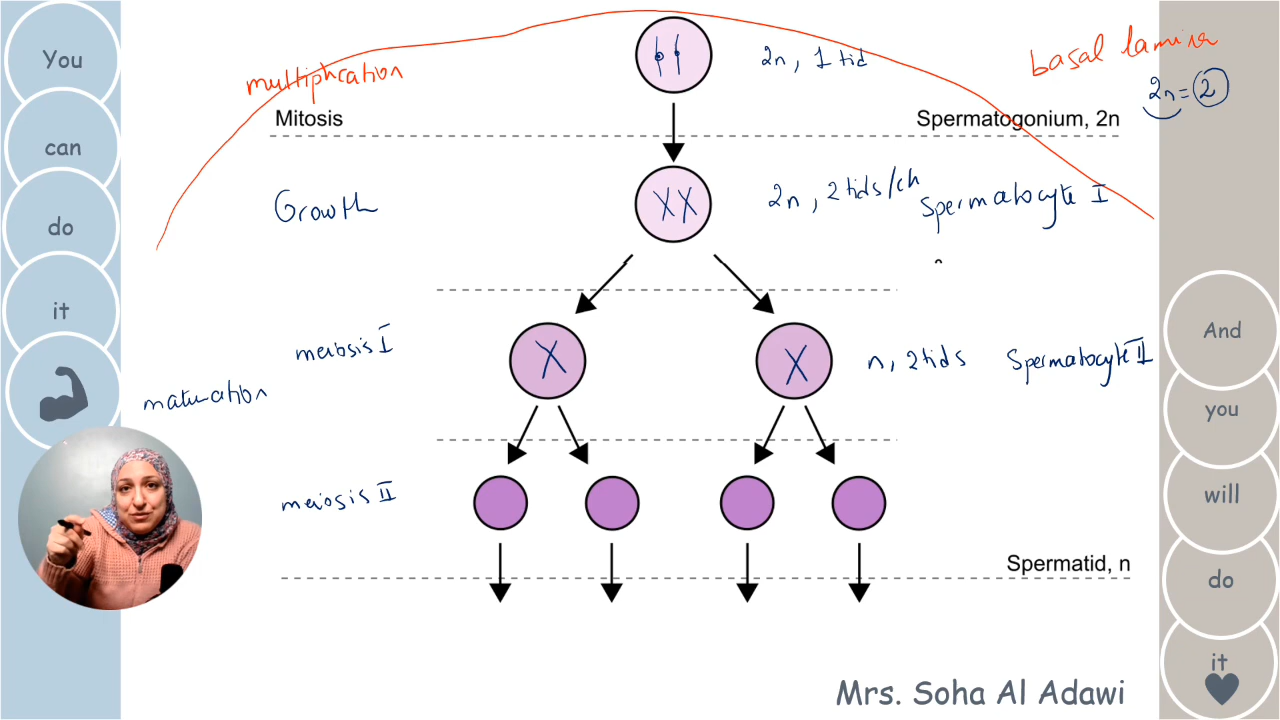 You
can
do
it
multiplication
2n, 1 tid
basal lamina
2n = 2
Mitosis
Spermatogonium, 2n
Growth
2n, 2 tids/ch
Spermatocyte I
meiosis I
n, 2 tids
Spermatocyte II
maturation
meiosis II
Spermatid, n
And
you
will
do
it
Mrs. Soha Al Adawi